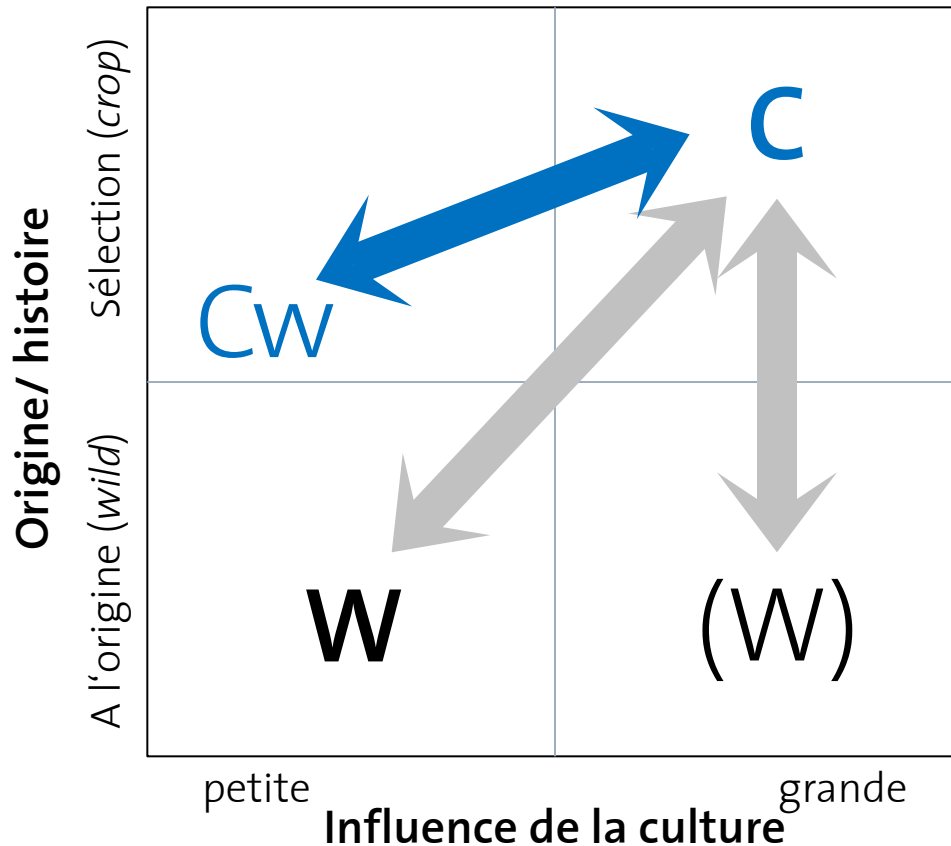 Origine/ histoire
Sélection (crop)
A l‘origine (wild)
C
Cw
W
(W)
petite
grande
Influence de la culture